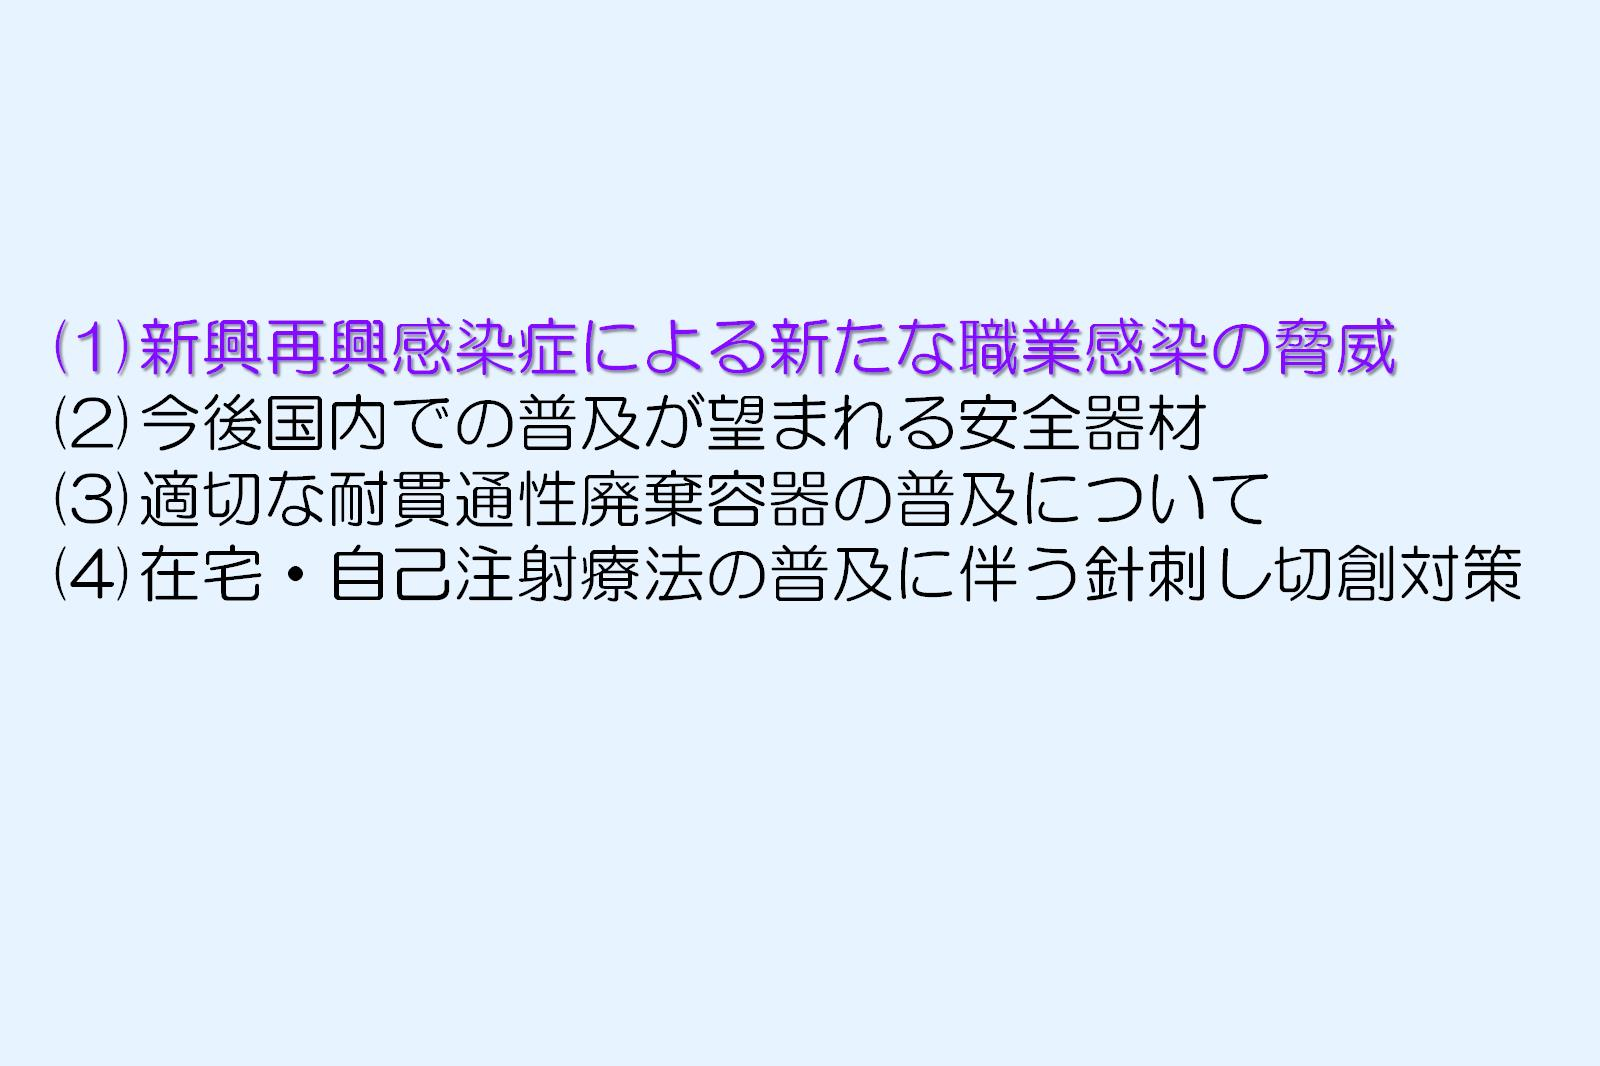 (1)新興再興感染症による新たな職業感染の脅威
(2)今後国内での普及が望まれる安全器材
(3)適切な耐貫通性廃棄容器の普及について
(4)在宅・自己注射療法の普及に伴う針刺し切創対策